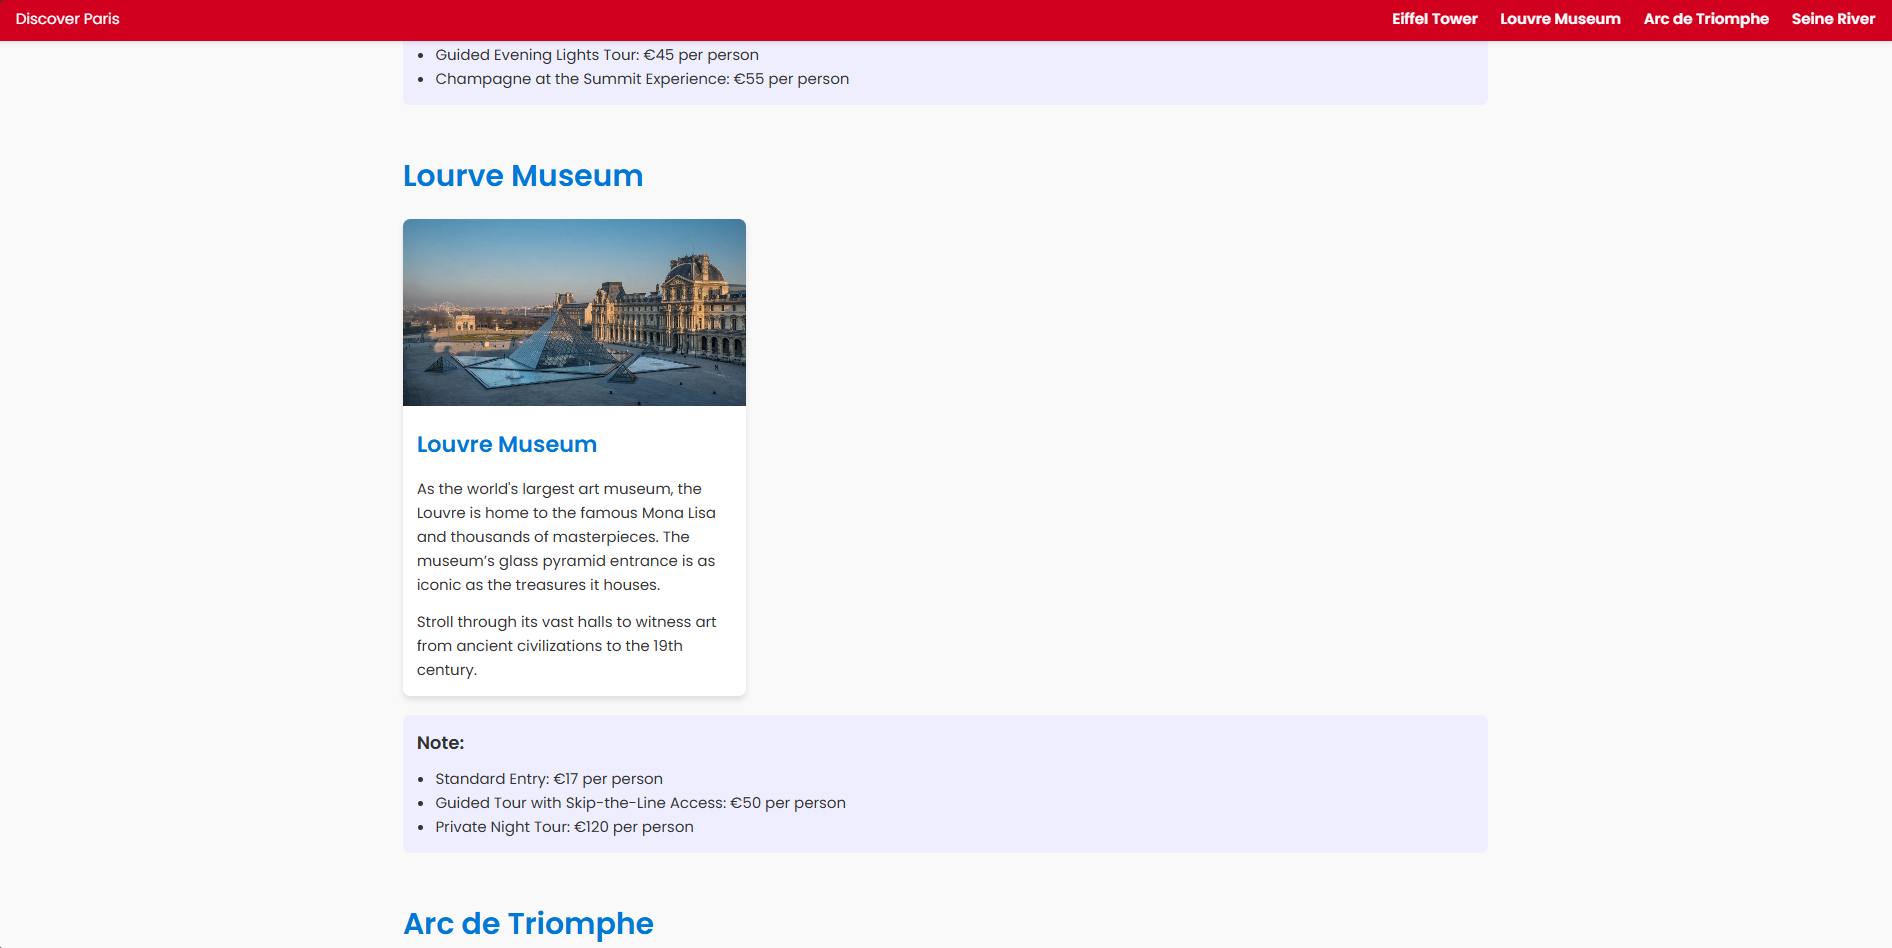 Discover Paris
Eiffel Tower Louvre Museum Arc de Triomphe Seine River
• Guided Evening Lights Tour: €45 per person
• Champagne at the Summit Experience: €55 per person
Lourve Museum
Louvre Museum
As the world's largest art museum, the
Louvre is home to the famous Mona Lisa
and thousands of masterpieces. The
museum’s glass pyramid entrance is as
iconic as the treasures it houses.
Stroll through its vast halls to witness art
from ancient civilizations to the 19th
century.
Note:
• Standard Entry: €17 per person
• Guided Tour with Skip-the-Line Access: €50 per person
• Private Night Tour: €120 per person
Arc de Triomphe